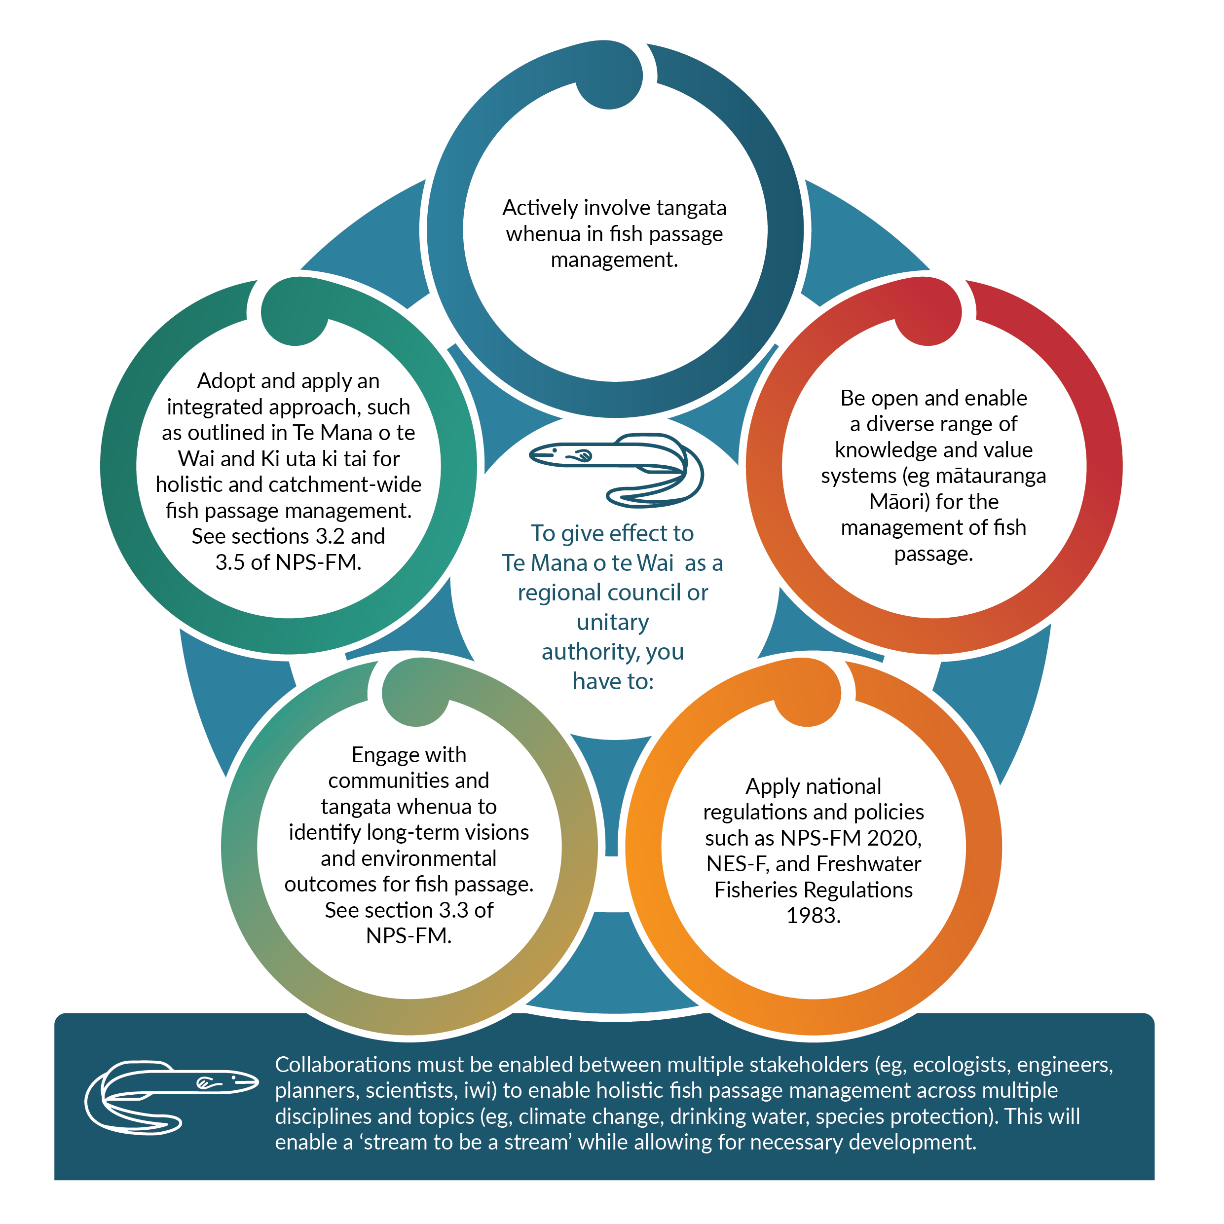 Actively involve tangata
whenua in fish passage
management.
Be open and enable
a diverse range of
knowledge and value
systems (eg mātauranga
Māori) for the
management of fish
passage.
Apply national
regulations and policies
such as NPS-FM 2020,
NES-F, and Freshwater
Fisheries Regulations
1983.
Engage with
communities and
tangata whenua to
identify long-term visions
and environmental
outcomes for fish passage.
See section 3.3 of
NPS-FM.
Adopt and apply an
integrated approach, such
as outlined in Te Mana o te
Wai and Ki uta ki tai for
holistic and catchment-wide
fish passage management.
See sections 3.2 and
3.5 of NPS-FM.
To give effect to
Te Mana o te Wai as a
regional council or
unitary
authority, you
have to:
Collaborations must be enabled between multiple stakeholders (eg, ecologists, engineers,
planners, scientists, iwi) to enable holistic fish passage management across multiple
disciplines and topics (eg, climate change, drinking water, species protection). This will
enable a ‘stream to be a stream’ while allowing for necessary development.